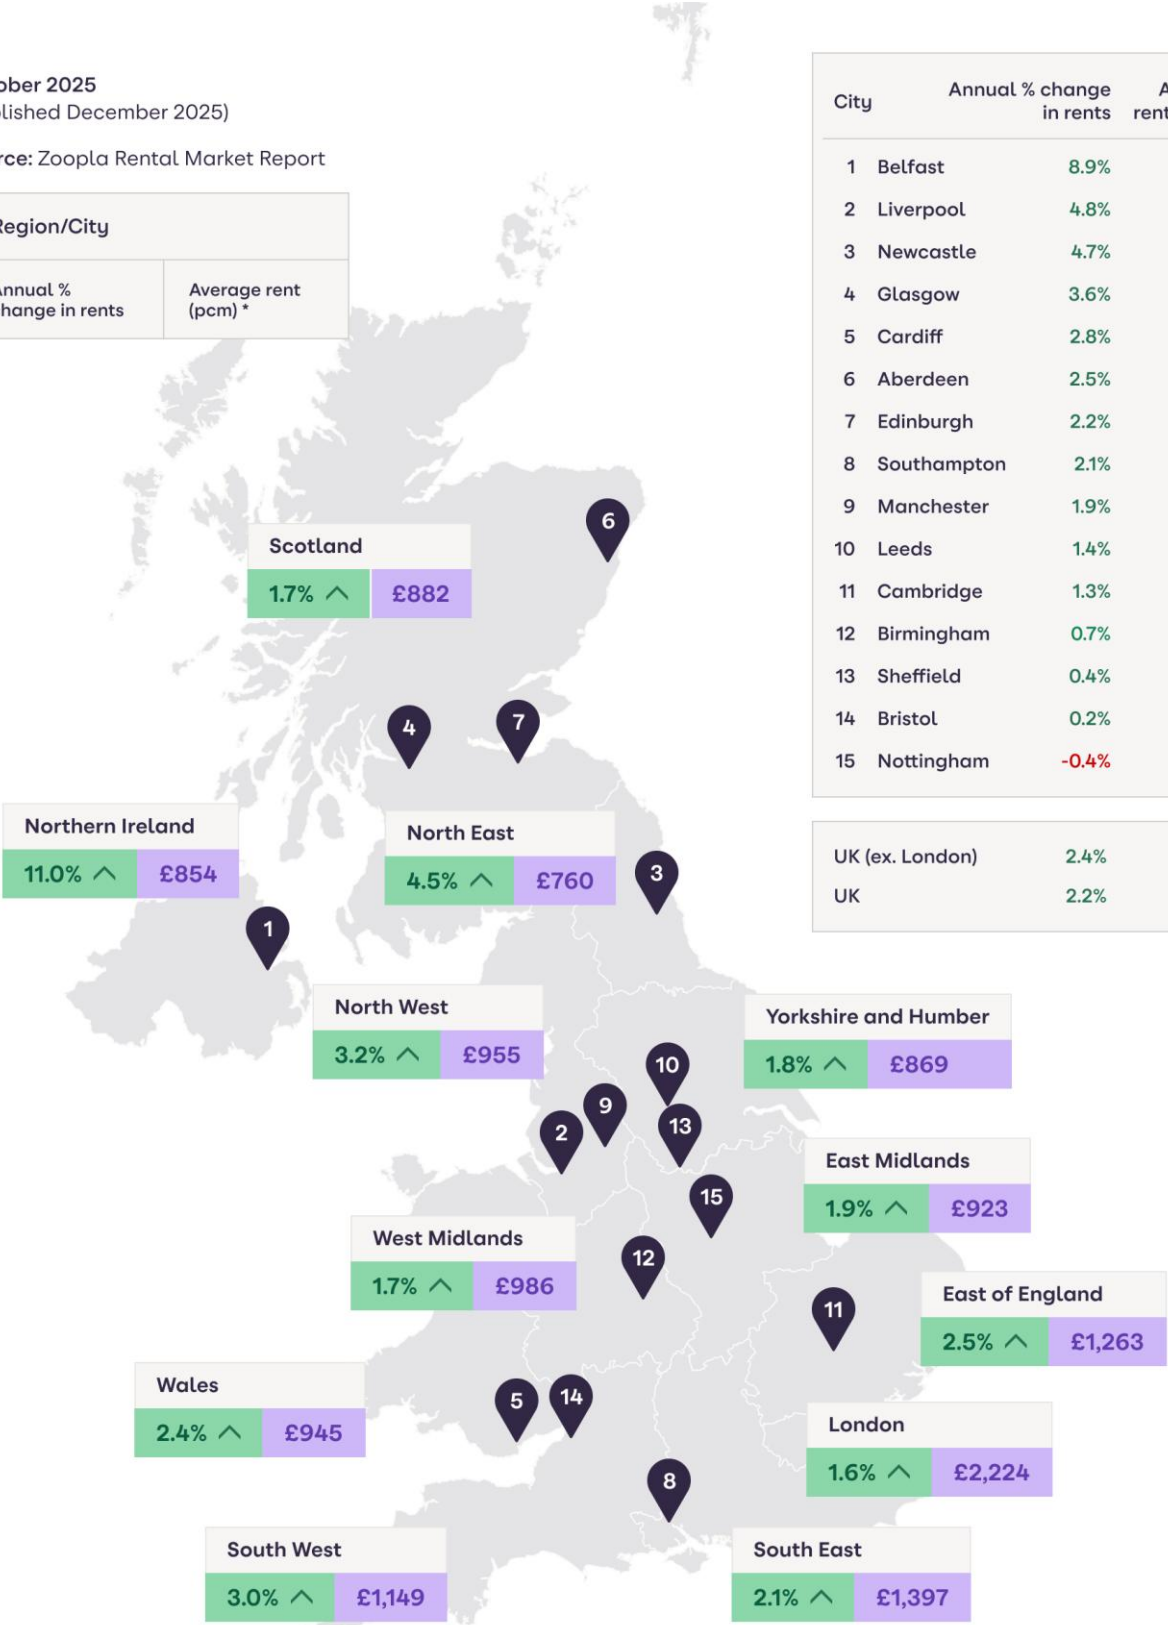 ober 2025
lished December 2025)
rce: Zoopla Rental Market Report
Region/City
Annual %
hange in rents
Average rent
(pcm) *
City
Annual % change
in rents
A
rent
1 Belfast 8.9%
2 Liverpool 4.8%
3 Newcastle 4.7%
4 Glasgow 3.6%
5 Cardiff 2.8%
6 Aberdeen 2.5%
7 Edinburgh 2.2%
8 Southampton 2.1%
9 Manchester 1.9%
10 Leeds 1.4%
11 Cambridge 1.3%
12 Birmingham 0.7%
13 Sheffield 0.4%
14 Bristol 0.2%
15 Nottingham -0.4%
UK (ex. London) 2.4%
UK 2.2%
6
Scotland
1.7% £882
4
7
Northern Ireland
11.0% £854
North East
4.5% £760
3
1
North West
3.2% £955
Yorkshire and Humber
1.8% £869
10
9
2
13
East Midlands
1.9% £923
15
West Midlands
1.7% £986
12
East of England
2.5% £1,263
11
Wales
2.4% £945
5
14
London
1.6% £2,224
8
South West
3.0% £1,149
South East
2.1% £1,397